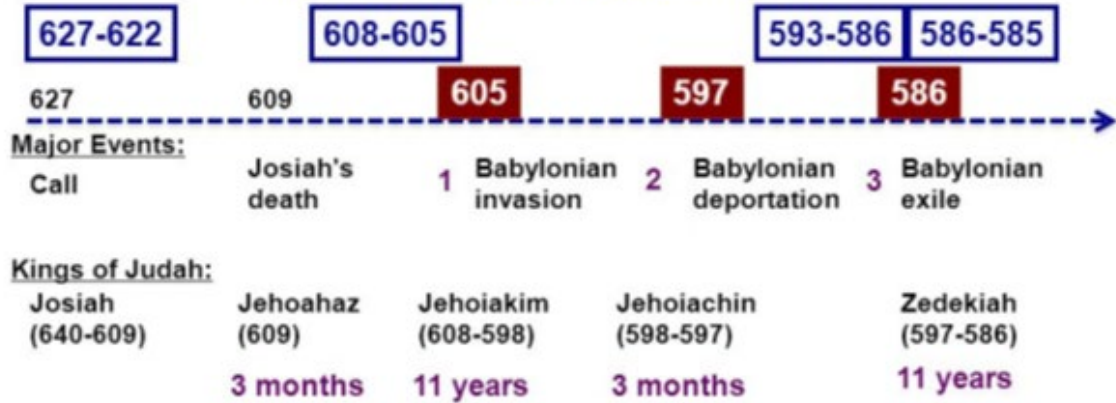 627-622 608-605 593-586 586-585
627 609 605 597 586
Major Events:
Call Josiah's death 1 Babylonian invasion 2 Babylonian deportation 3 Babylonian exile
Kings of Judah:
Josiah Jehoahaz Jehoiakim Jehoiachin Zedekiah
(640-609) (609) (608-598) (598-597) (597-586)
3 months 11 years 3 months 11 years